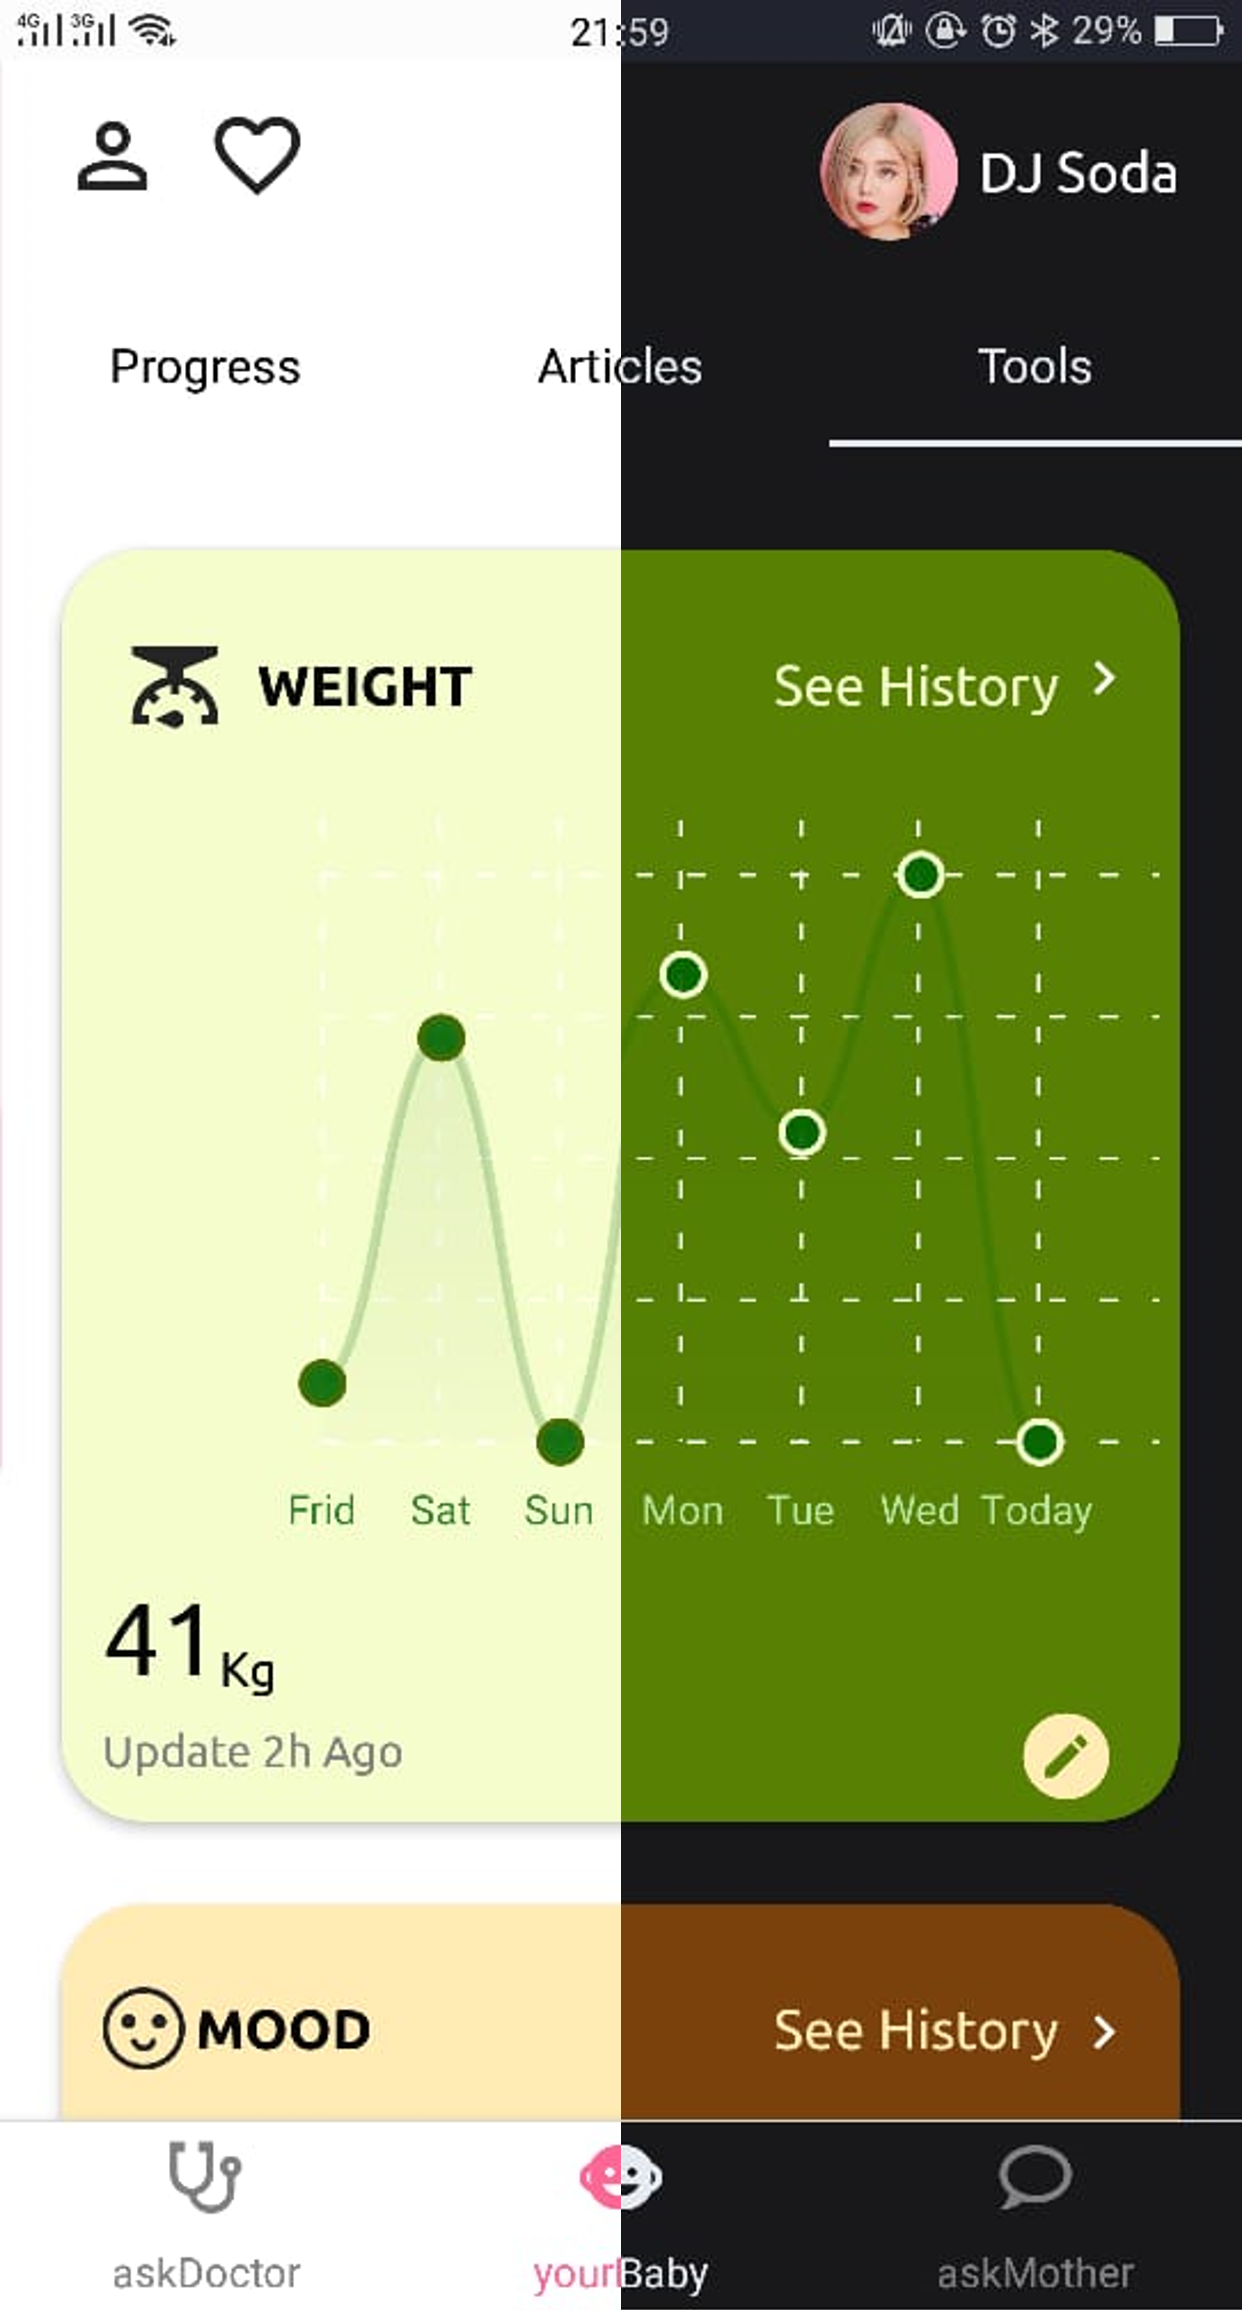 4G 3G 21:59 29%
DJ Soda
Progress Articles Tools
WEIGHT See History
Frid Sat Sun Mon Tue Wed Today
41 Kg
Update 2h Ago
MOOD See History
askDoctor yourBaby askMother